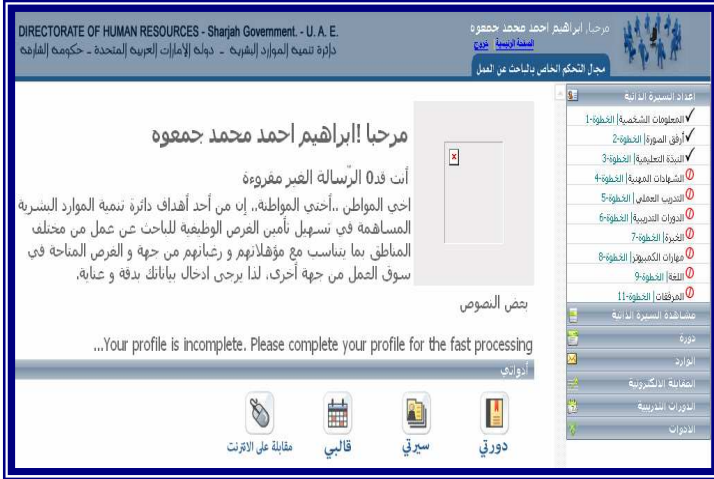 DIRECTORATE OF HUMAN RESOURCES - Sharjah Government. - U. A. E.
دائرة تنميه الموارد البشريه - دوله الإمارات العربيه المتحدة - حكومه الشارقه
مرحبا, ابراهيم احمد محمد جمعوه
الصفحة الرئيسية | خروج
مجال التحكم الخاص بالباحث عن العمل
اعداد السيرة الذاتية
المعلومات الشخصية| الخطوة-1
أرفق الصورة| الخطوة-2
النبذة التعليمية| الخطوة-3
الشهادات المهنية| الخطوة-4
التدريب العملي| الخطوة-5
الدورات التدريبية| الخطوة-6
الخبرة| الخطوة-7
مهارات الكمبيوتر| الخطوة-8
اللغة| الخطوة-9
المرفقات| الخطوة-11
مشاهدة السيرة الذاتية
دورة
الوارد
المقابلة الالكترونية
الدورات التدريبية
الادوات
مرحبا !ابراهيم احمد محمد جمعوه
أنت قد0 الرّسالة الغير مقروءة
اخي المواطن ..أختي المواطنة,, إن من أحد أهداف دائرة تنمية الموارد البشرية
المساهمة في تسهيل تأمين الفرص الوظيفية للباحث عن عمل من مختلف
المناطق بما يتناسب مع مؤهلاتهم و رغباتهم من جهة و الفرص المتاحة في
سوق العمل من جهة أخرى, لذا يرجى ادخال بياناتك بدقة و عناية.
بعض النصوص
...Your profile is incomplete. Please complete your profile for the fast processing
أدواتي
دورتي
سيرتي
قالبي
مقابلة على الانترنت